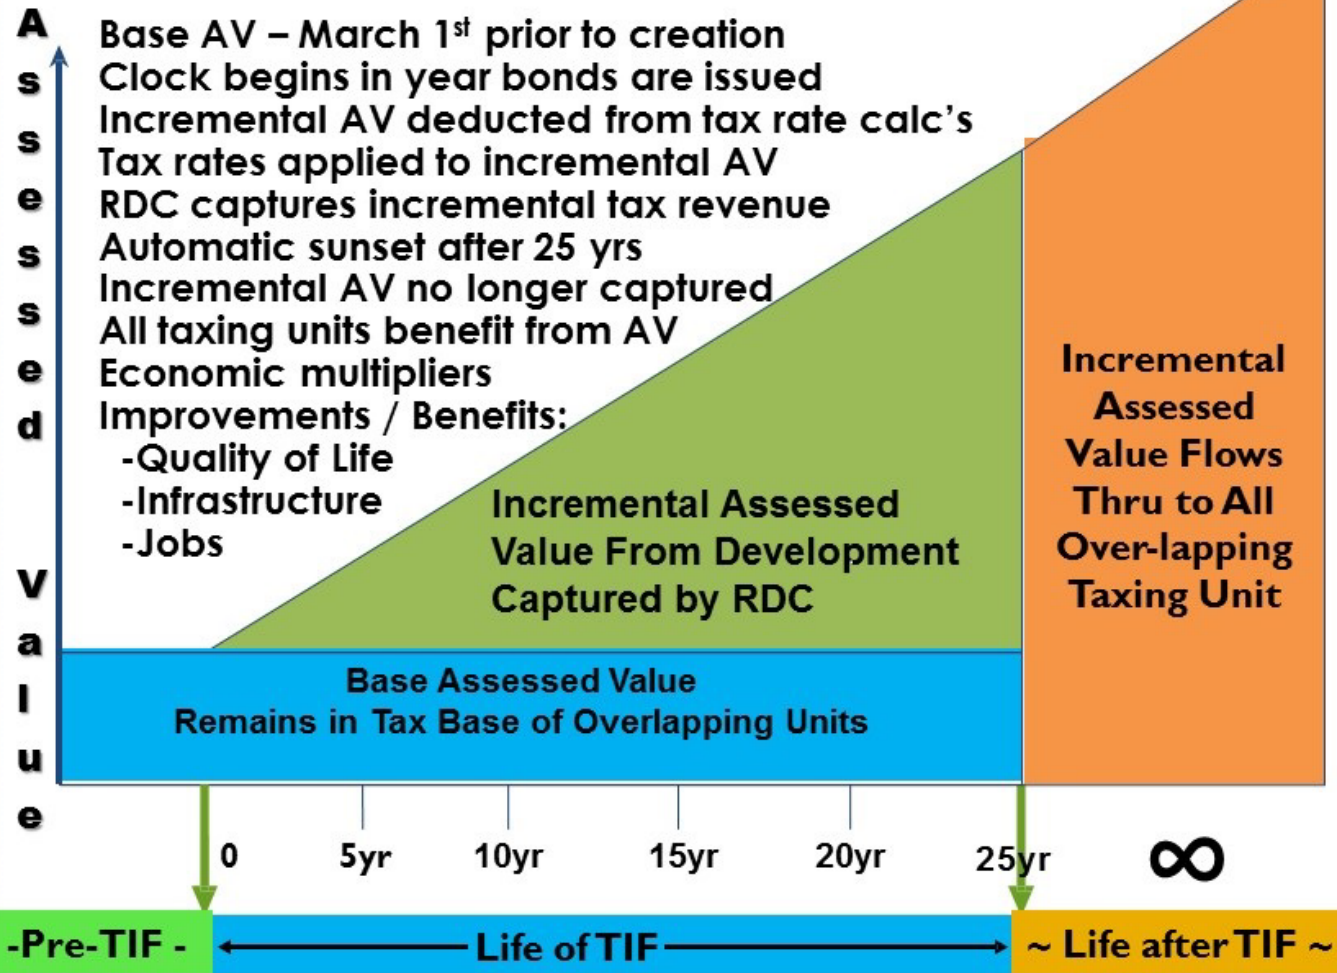 Assessed Value
Base AV – March 1st prior to creation
Clock begins in year bonds are issued
Incremental AV deducted from tax rate calc's
Tax rates applied to incremental AV
RDC captures incremental tax revenue
Automatic sunset after 25 yrs
Incremental AV no longer captured
All taxing units benefit from AV
Economic multipliers
Improvements / Benefits:
-Quality of Life
-Infrastructure
-Jobs
Incremental Assessed
Value From Development
Captured by RDC
Incremental
Assessed
Value Flows
Thru to All
Over-lapping
Taxing Unit
Base Assessed Value
Remains in Tax Base of Overlapping Units
0 5yr 10yr 15yr 20yr 25yr ∞
-Pre-TIF - Life of TIF ~ Life after TIF ~